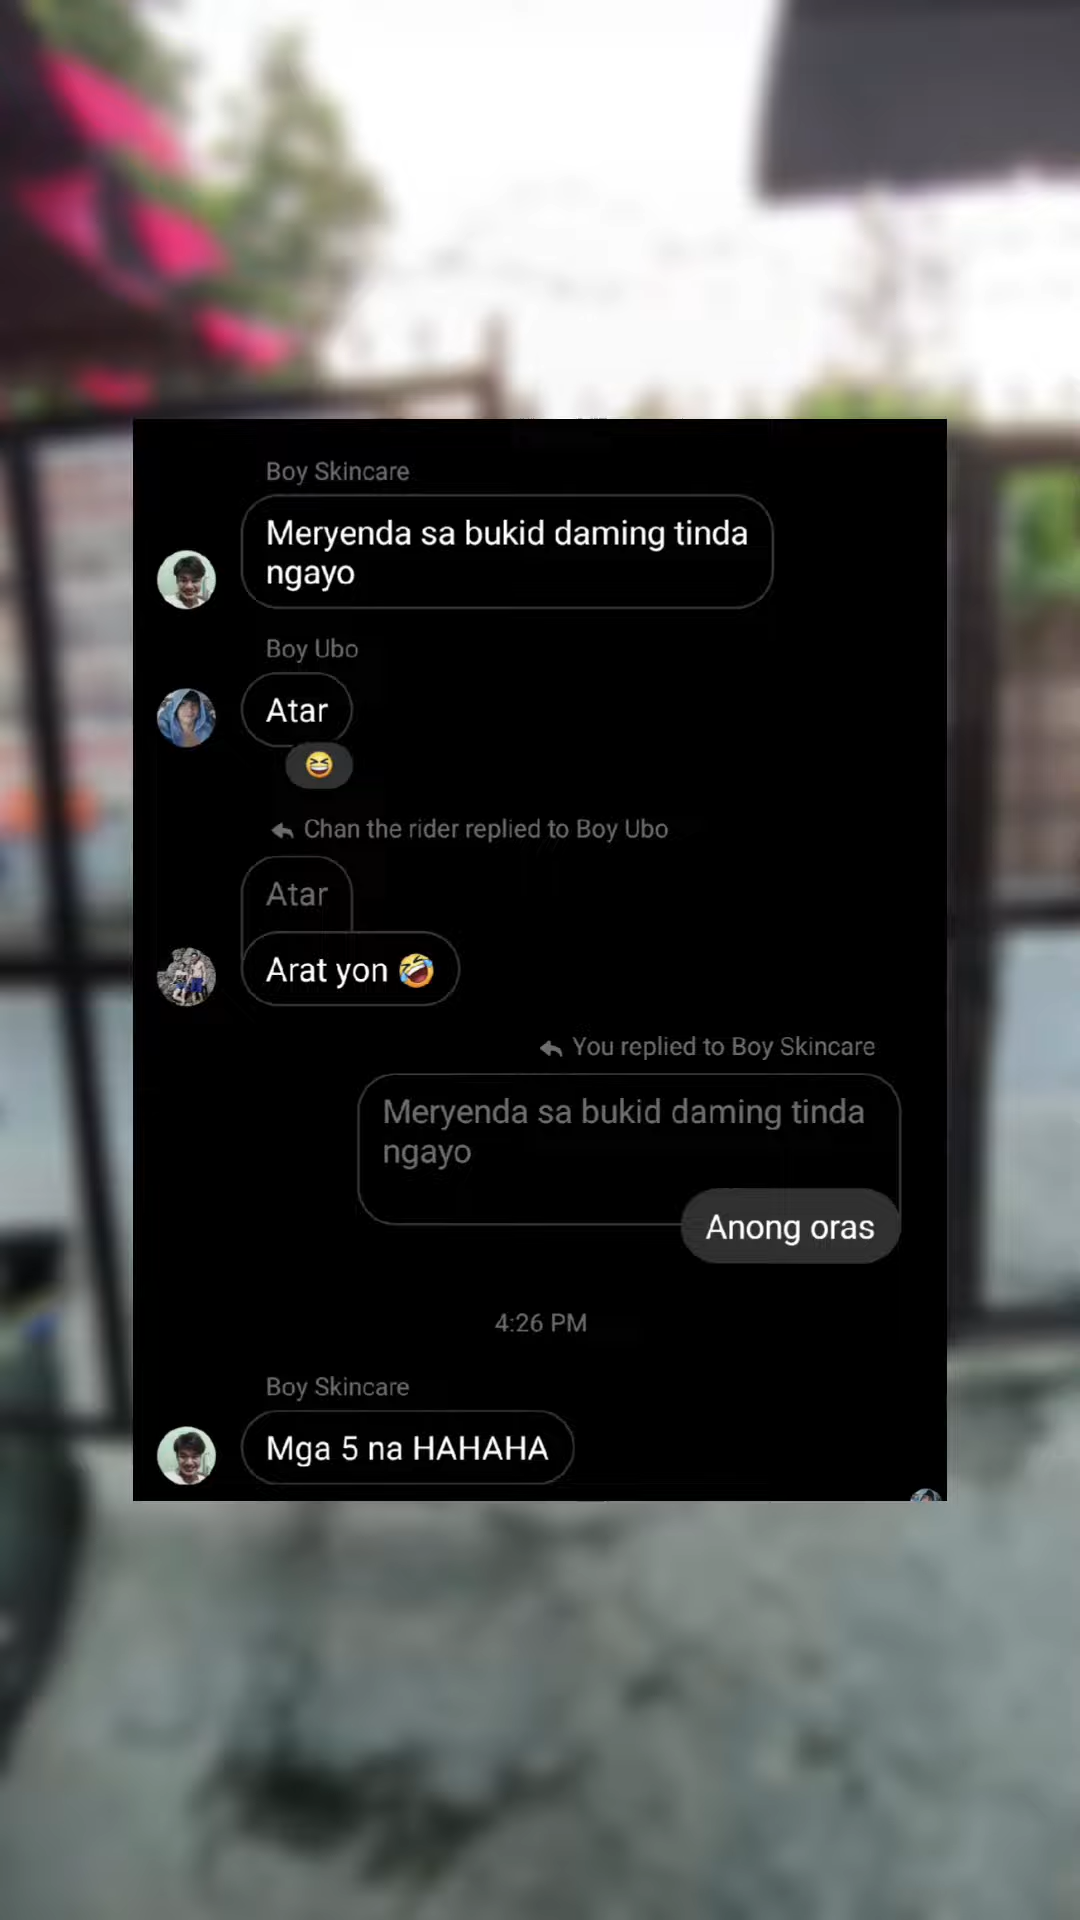 Boy Skincare
Meryenda sa bukid daming tinda
ngayo
Boy Ubo
Atar
Chan the rider replied to Boy Ubo
Atar
Arat yon 🤣
You replied to Boy Skincare
Meryenda sa bukid daming tinda
ngayo
Anong oras
4:26 PM
Boy Skincare
Mga 5 na HAHAHA